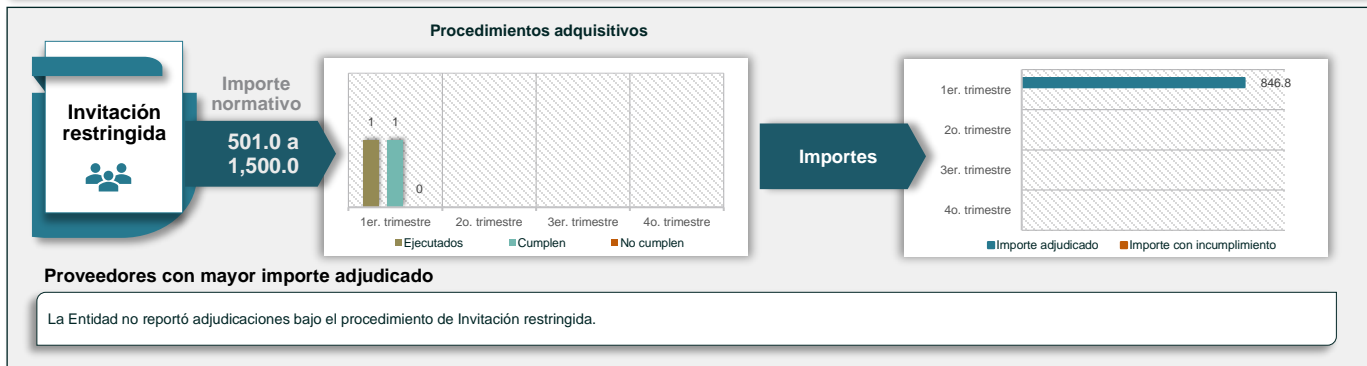 Procedimientos adquisitivos
Invitación
restringida
Importe
normativo
501.0 a
1,500.0
1
1
0
1er. trimestre
2o. trimestre
3er. trimestre
4o. trimestre
Ejecutados
Cumplen
No cumplen
Importes
1er. trimestre
846.8
2o. trimestre
3er. trimestre
4o. trimestre
Importe adjudicado
Importe con incumplimiento
Proveedores con mayor importe adjudicado
La Entidad no reportó adjudicaciones bajo el procedimiento de Invitación restringida.